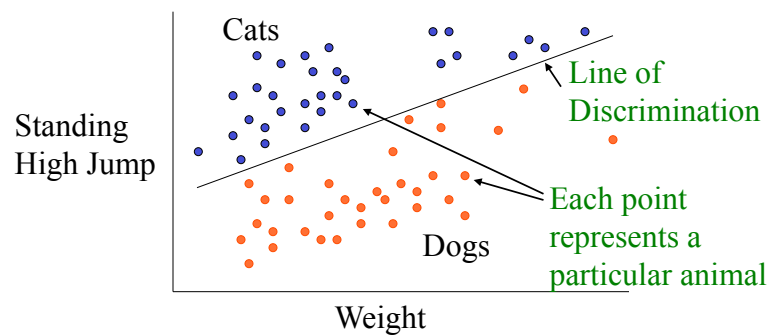 Cats
Line of
Discrimination
Standing
High Jump
Each point
represents a
particular animal
Dogs
Weight